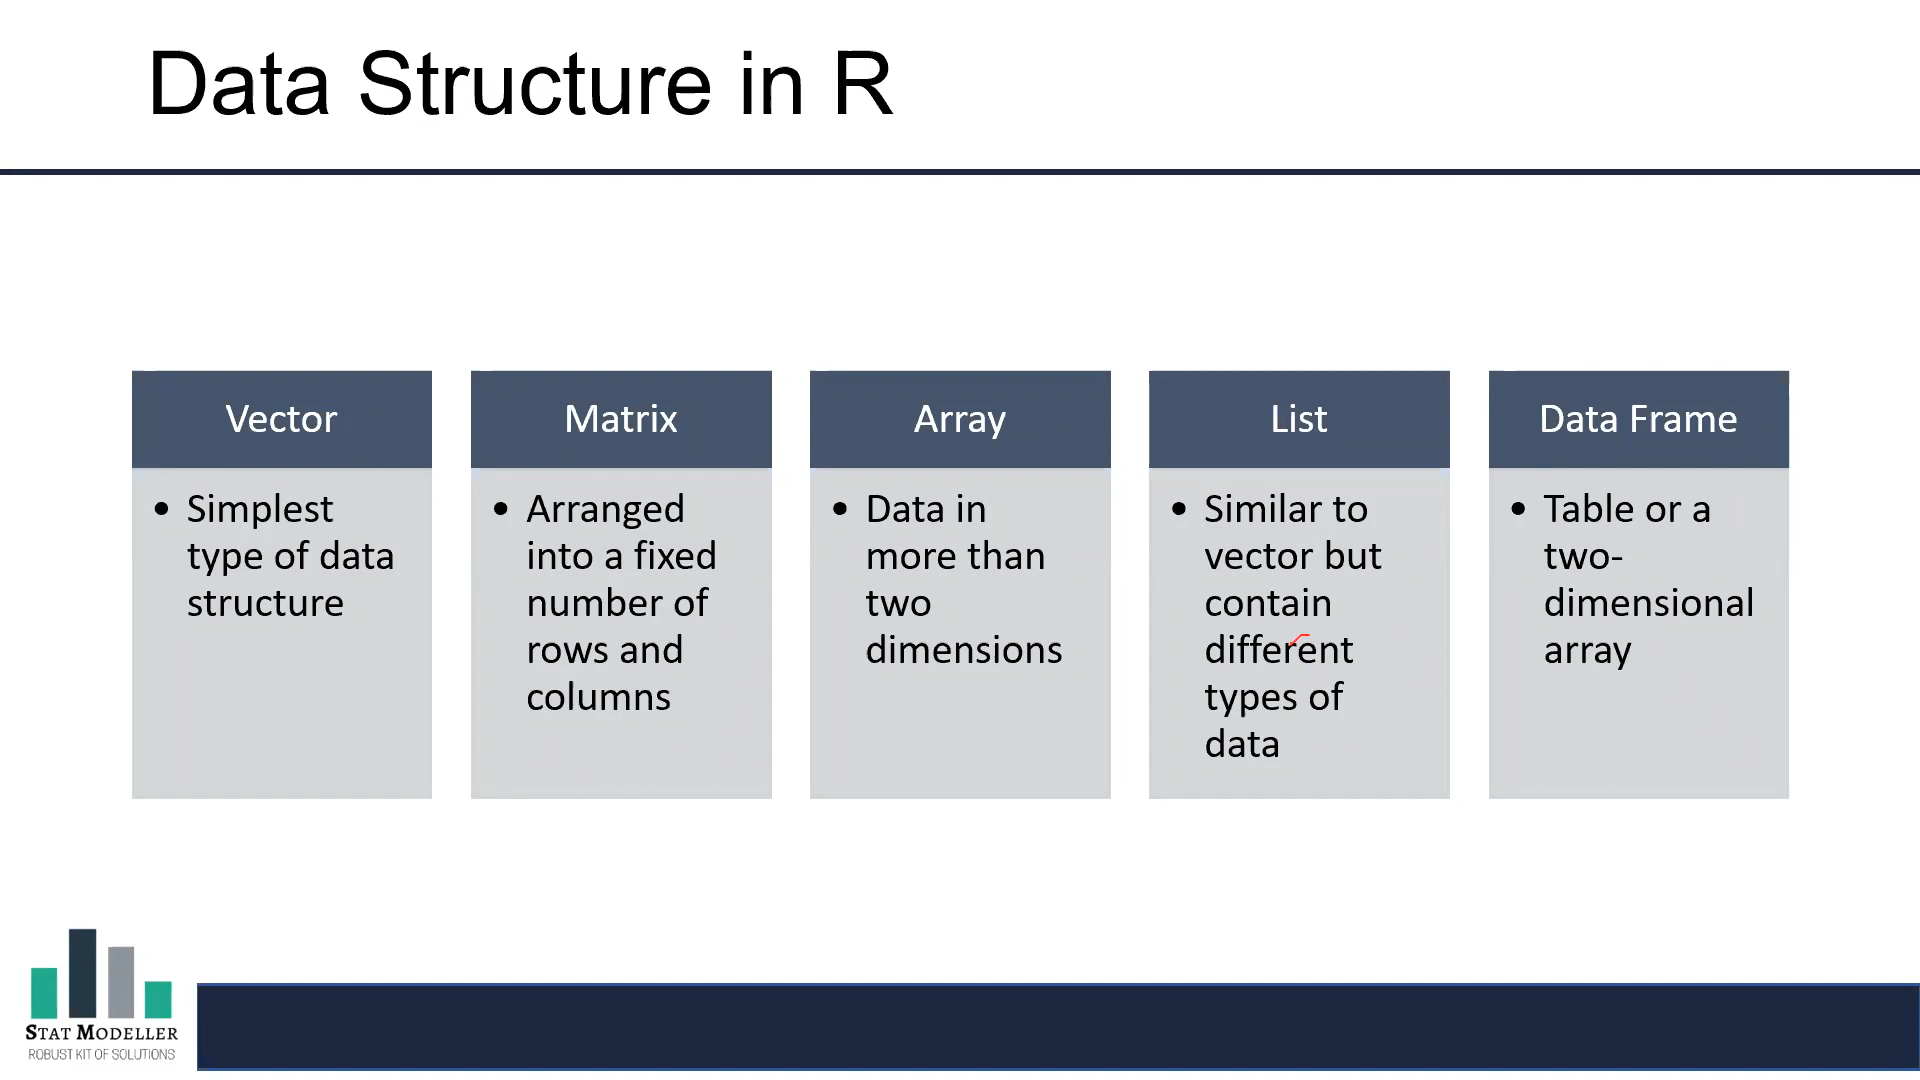 Data Structure in R
Vector
• Simplest
type of data
structure
Matrix
• Arranged
into a fixed
number of
rows and
columns
Array
• Data in
more than
two
dimensions
List
• Similar to
vector but
contain
different
types of
data
Data Frame
• Table or a
two-
dimensional
array
STAT MODELLER
ROBUST KIT OF SOLUTIONS